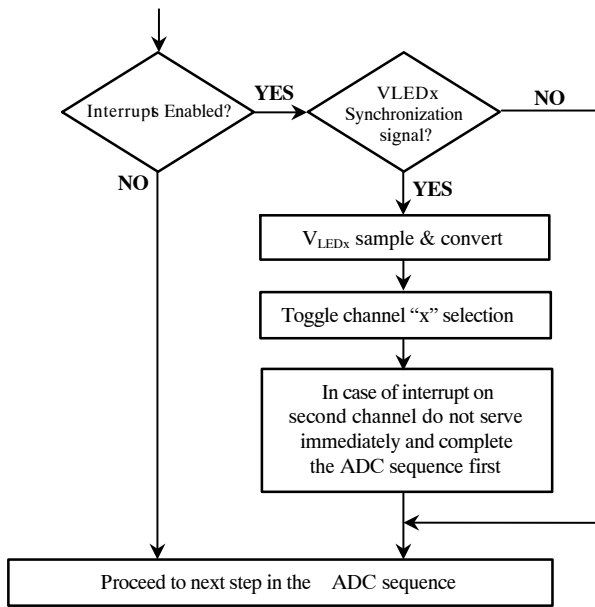 Interrupts Enabled?
YES
VLEDx
Synchronization
signal?
NO
NO
YES
VLEDx sample & convert
Toggle channel “x” selection
In case of interrupt on
second channel do not serve
immediately and complete
the ADC sequence first
Proceed to next step in the ADC sequence